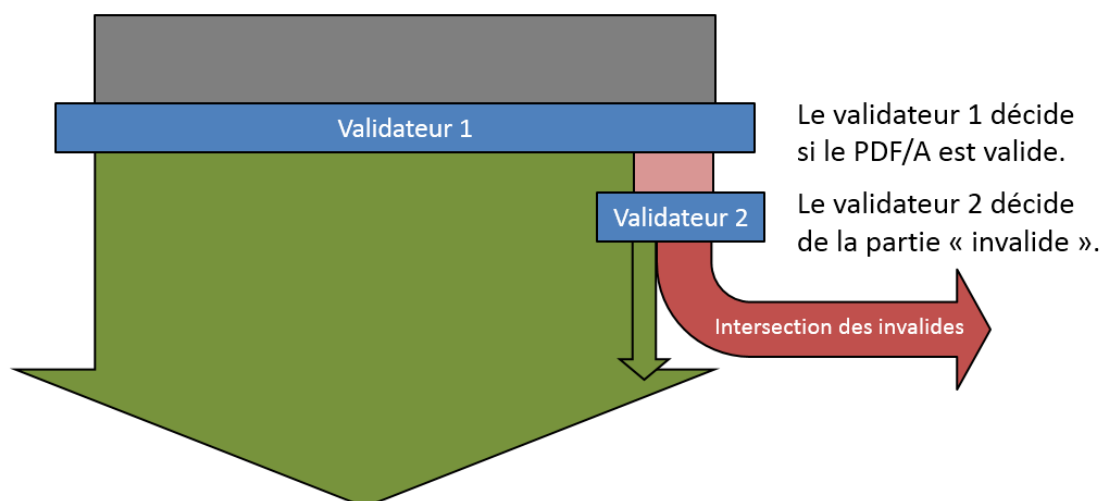 Validateur 1
Le validateur 1 décide
si le PDF/A est valide.
Validateur 2
Le validateur 2 décide
de la partie « invalide ».
Intersection des invalides